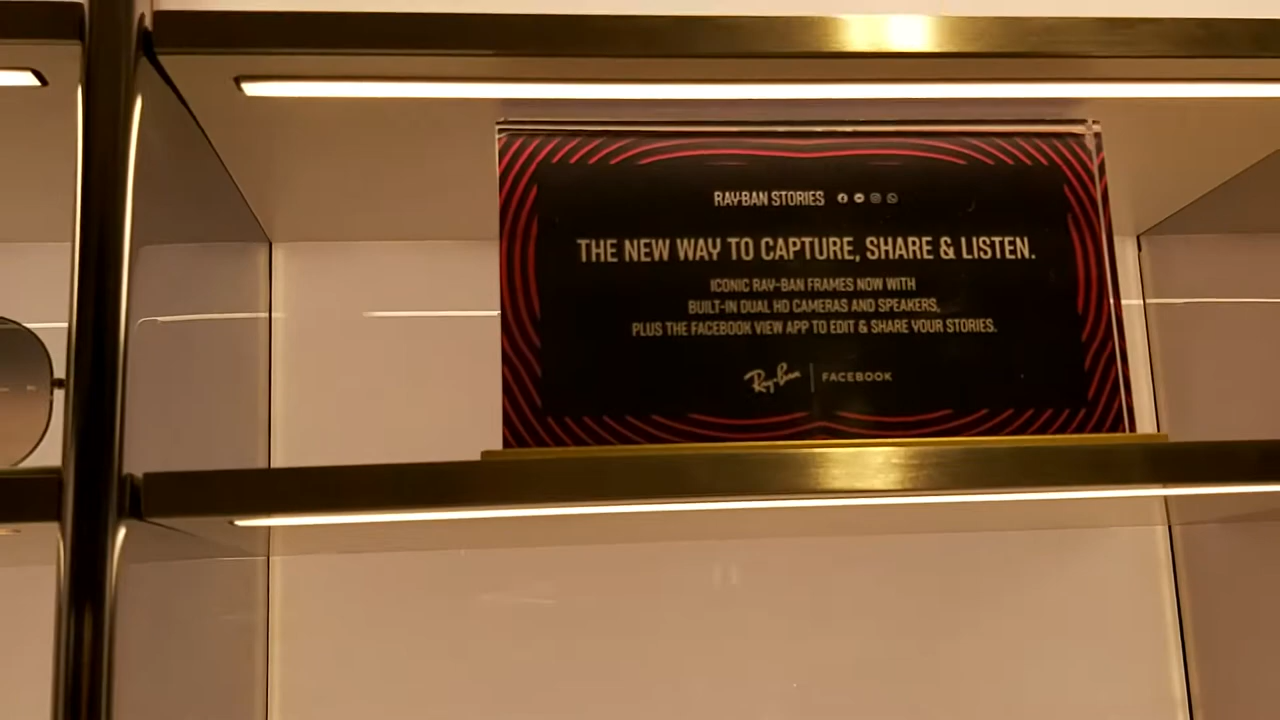 RAY-BAN STORIES
THE NEW WAY TO CAPTURE, SHARE & LISTEN.
ICONIC RAY-BAN FRAMES NOW WITH
BUILT-IN DUAL HD CAMERAS AND SPEAKERS,
PLUS THE FACEBOOK VIEW APP TO EDIT & SHARE YOUR STORIES.
Ray-Ban | FACEBOOK